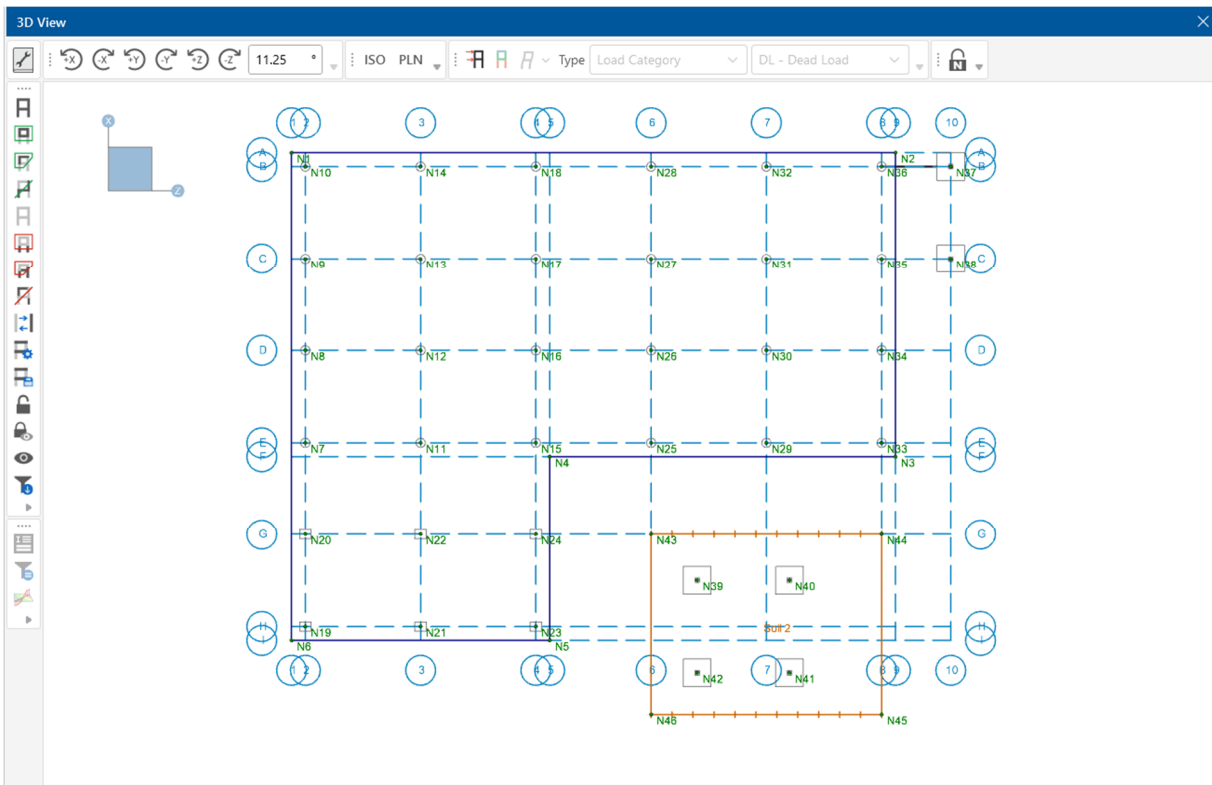 3D View
+X -X +Y -Y +Z -Z 11.25 ° ISO PLN Type Load Category DL - Dead Load N
X
Z
1 2 3 4 5 6 7 8 9 10
A N1 N2 A
B N10 N14 N18 N28 N32 N36 N37 B
C N9 N13 N17 N27 N31 N35 N38 C
D N8 N12 N16 N26 N30 N34 D
E N7 N11 N15 N25 N29 N33 E
F N4 N3 F
G N20 N22 N24 N43 N44 G
N39 N40
H N19 N21 N23 H
I N6 N5 I
1 2 3 4 5 6 7 8 9 10
N42 N41
N46 N45